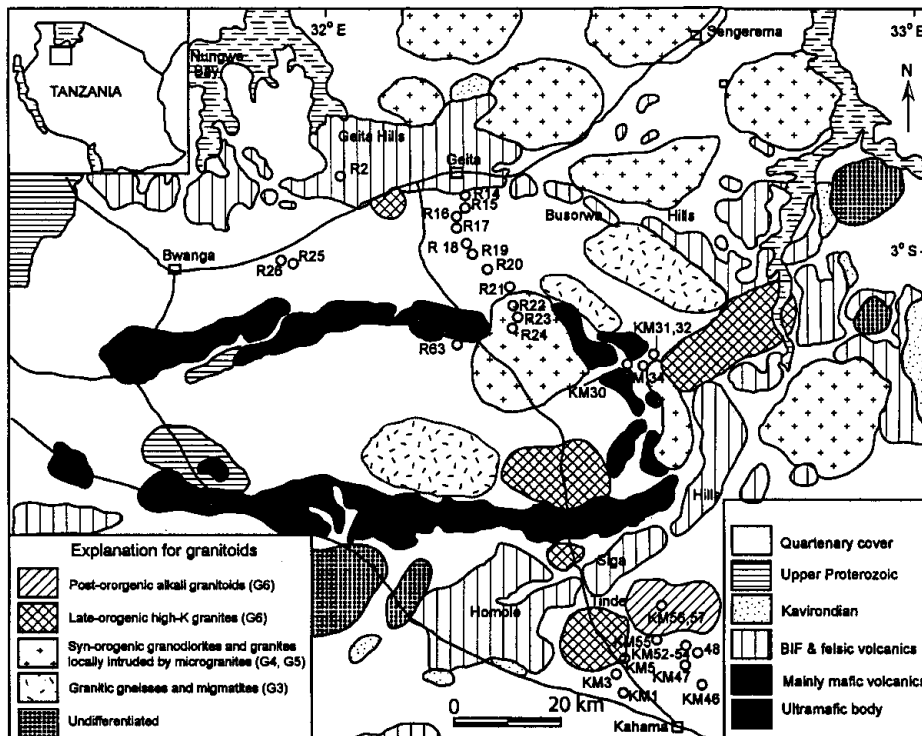 32° E
33° E
Sengerema
Nungwe
Bay
TANZANIA
N
Geita Hills
R2
Geita
R14
R15
R16
R17
Busorwa
Hills
R 18
R19
Bwanga
R26
R25
R20
3° S
R21
R22
R23
R24
R63
KM31,32
KM30
34
Hills
Siga
Homole
Tinde
KM56,57
KM55
KM52-54
48
KM5
KM47
KM3
KM46
KM1
Kahama
0
20 km
Explanation for granitoids
Post-ororgenic alkali granitoids (G6)
Late-orogenic high-K granites (G6)
Syn-orogenic granodiorites and granites
locally intruded by microgranites (G4, G5)
Granitic gneisses and migmatites (G3)
Undifferentiated
Quartenary cover
Upper Proterozoic
Kavirondian
BIF & felsic volcanics
Mainly mafic volcanics
Ultramafic body